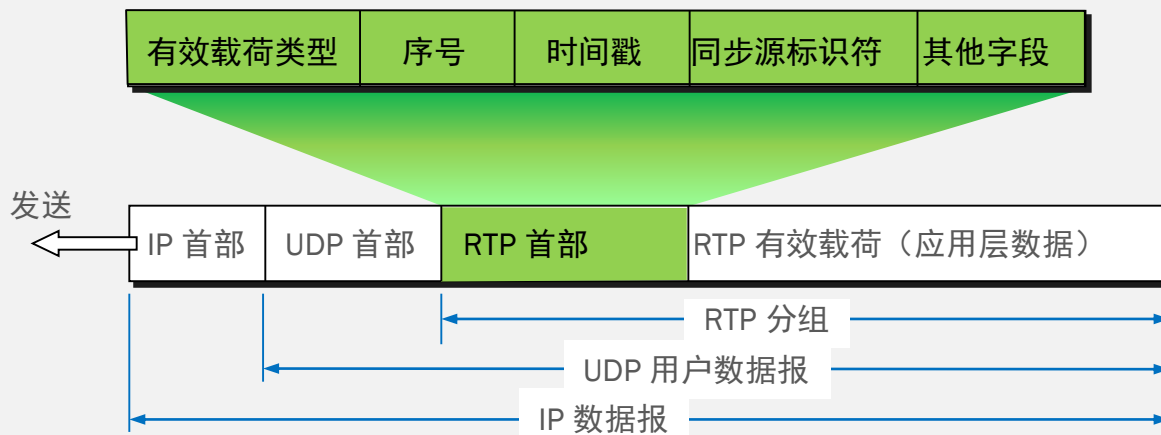 有效载荷类型 序号 时间戳 同步源标识符 其他字段
发送
IP 首部 UDP 首部 RTP 首部 RTP 有效载荷（应用层数据）
RTP 分组
UDP 用户数据报
IP 数据报